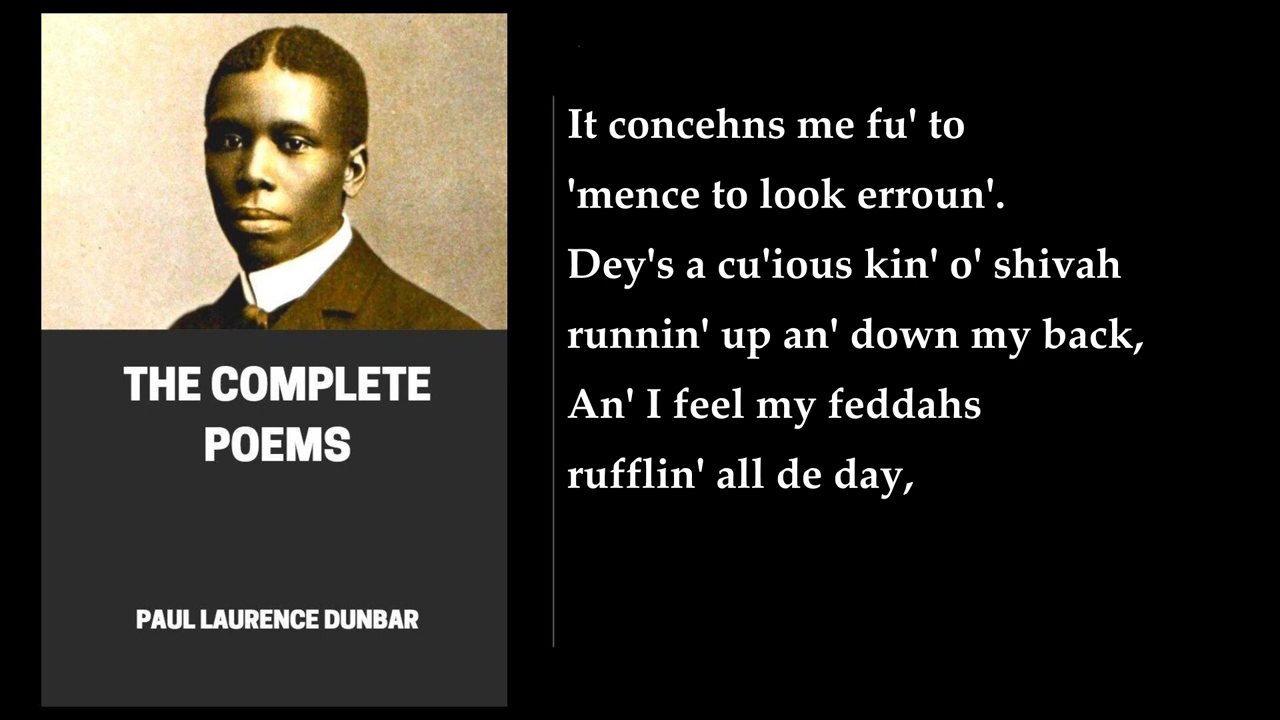 THE COMPLETE
POEMS
PAUL LAURENCE DUNBAR
It concehns me fu' to
'mence to look erroun'.
Dey's a cu'ious kin' o' shivah
runnin' up an' down my back,
An' I feel my feddahs
rufflin' all de day,